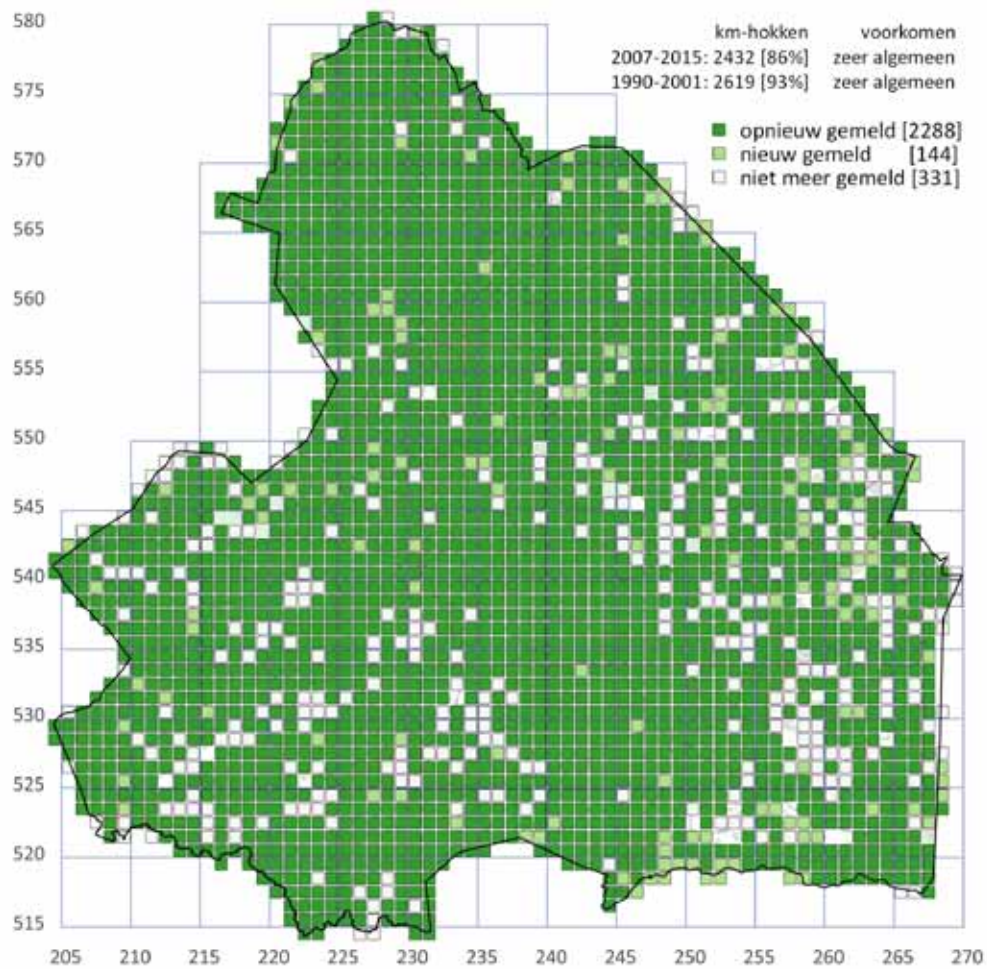 km-hokken voorkomen
2007-2015: 2432 [86%] zeer algemeen
1990-2001: 2619 [93%] zeer algemeen
opnieuw gemeld [2288]
nieuw gemeld [144]
niet meer gemeld [331]
580
575
570
565
560
555
550
545
540
535
530
525
520
515
205 210 215 220 225 230 235 240 245 250 255 260 265 270